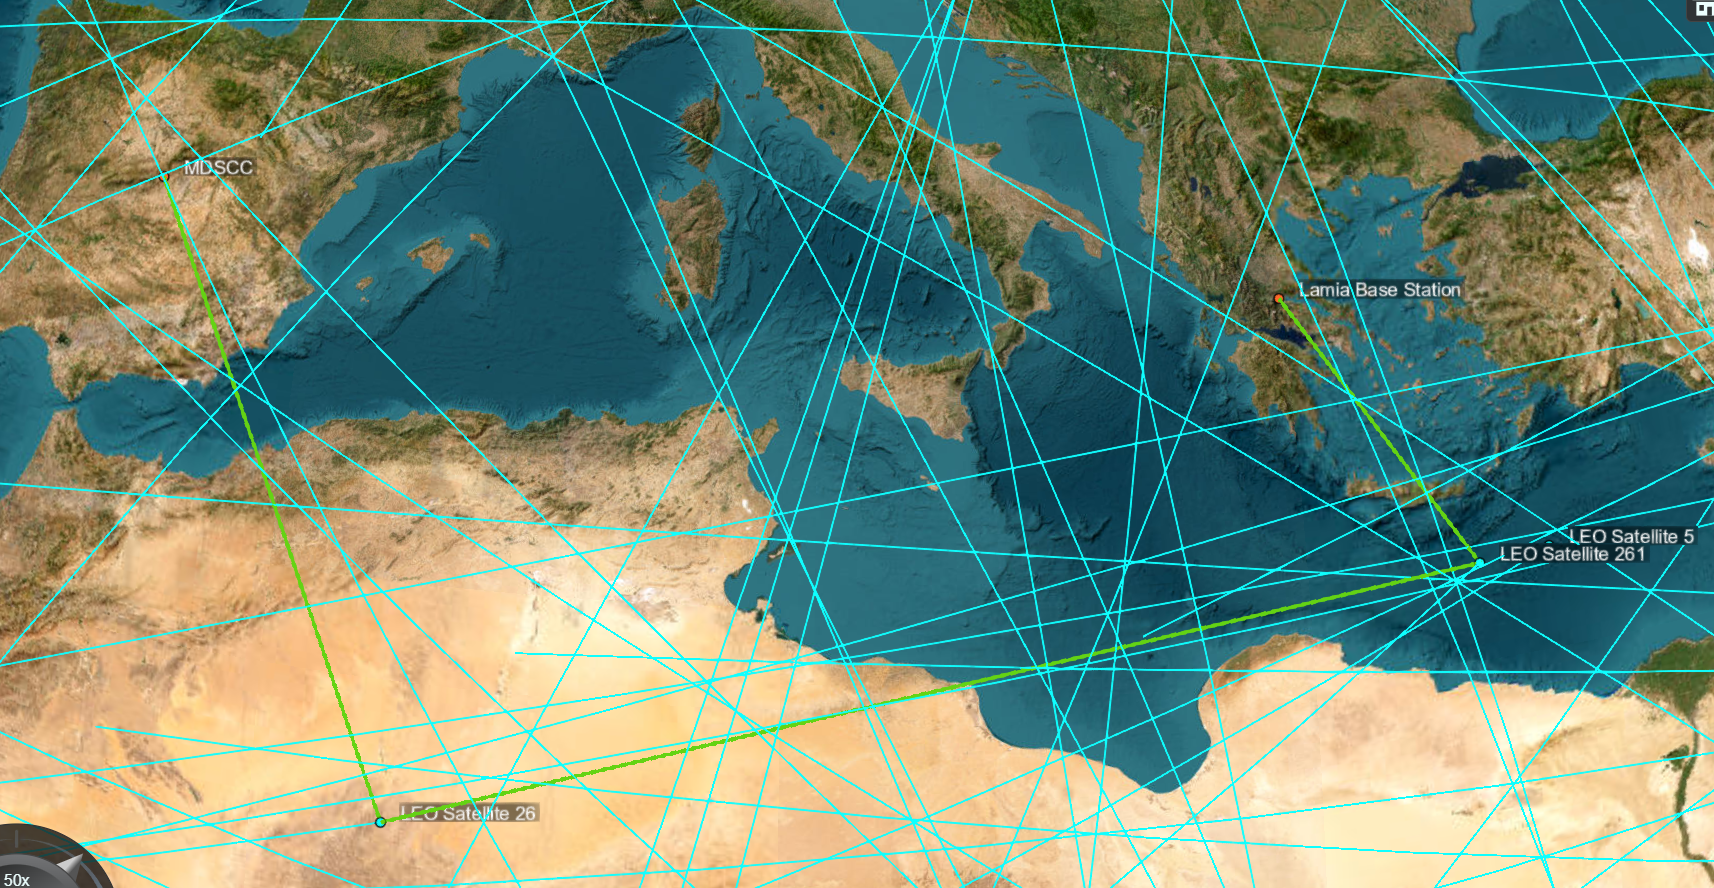 MDSCC
Lamia Base Station
LEO Satellite 5
LEO Satellite 261
LEO Satellite 26
50x